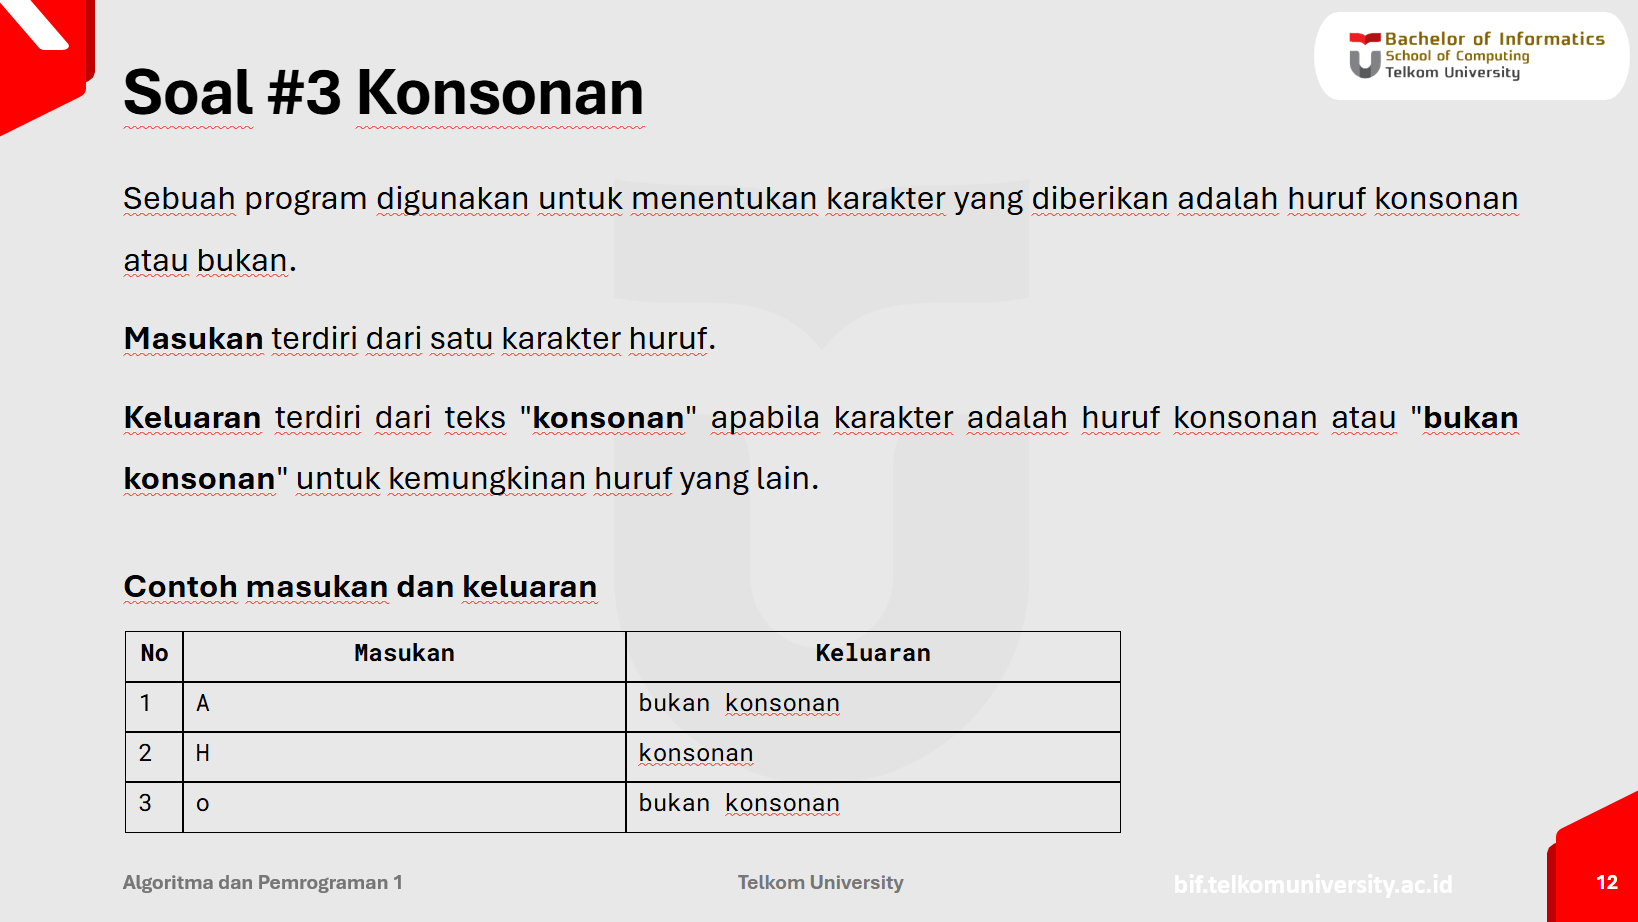 Bachelor of Informatics
School of Computing
Telkom University
Soal #3 Konsonan
Sebuah program digunakan untuk menentukan karakter yang diberikan adalah huruf konsonan
atau bukan.
Masukan terdiri dari satu karakter huruf.
Keluaran terdiri dari teks "konsonan" apabila karakter adalah huruf konsonan atau "bukan
konsonan" untuk kemungkinan huruf yang lain.
Contoh masukan dan keluaran
No Masukan Keluaran
1 A bukan konsonan
2 H konsonan
3 o bukan konsonan
Algoritma dan Pemrograman 1 Telkom University bif.telkomuniversity.ac.id 12